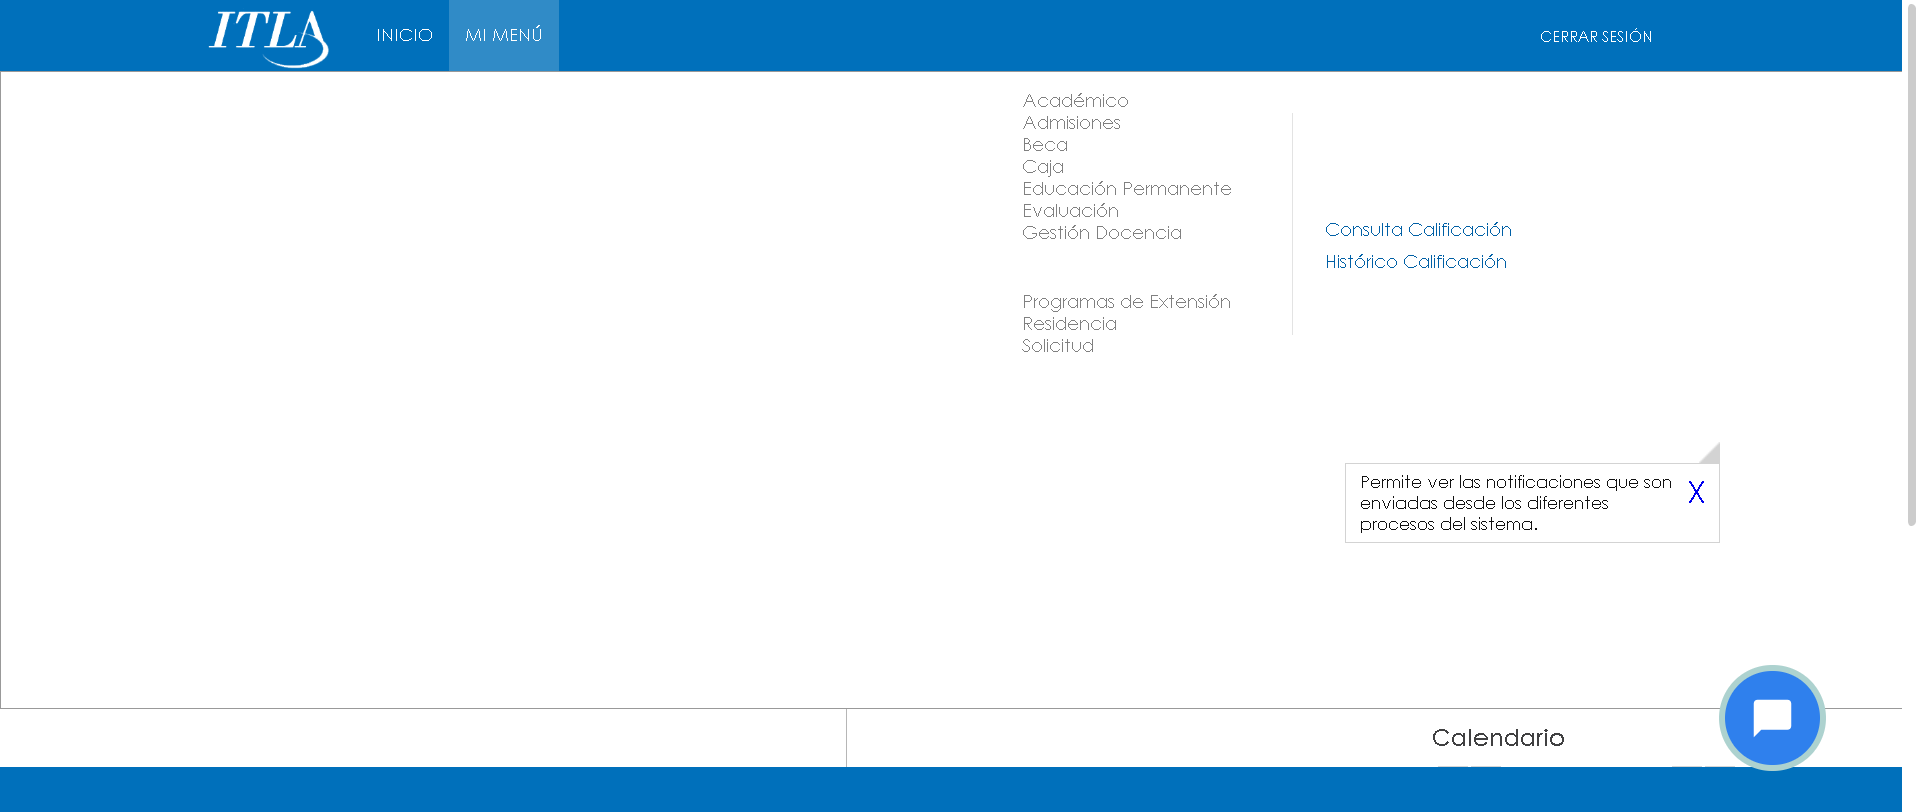 ITLA
INICIO
MI MENÚ
CERRAR SESIÓN
Académico
Admisiones
Beca
Caja
Educación Permanente
Evaluación
Gestión Docencia
Programas de Extensión
Residencia
Solicitud
Consulta Calificación
Histórico Calificación
Permite ver las notificaciones que son
enviadas desde los diferentes
procesos del sistema.
X
Calendario